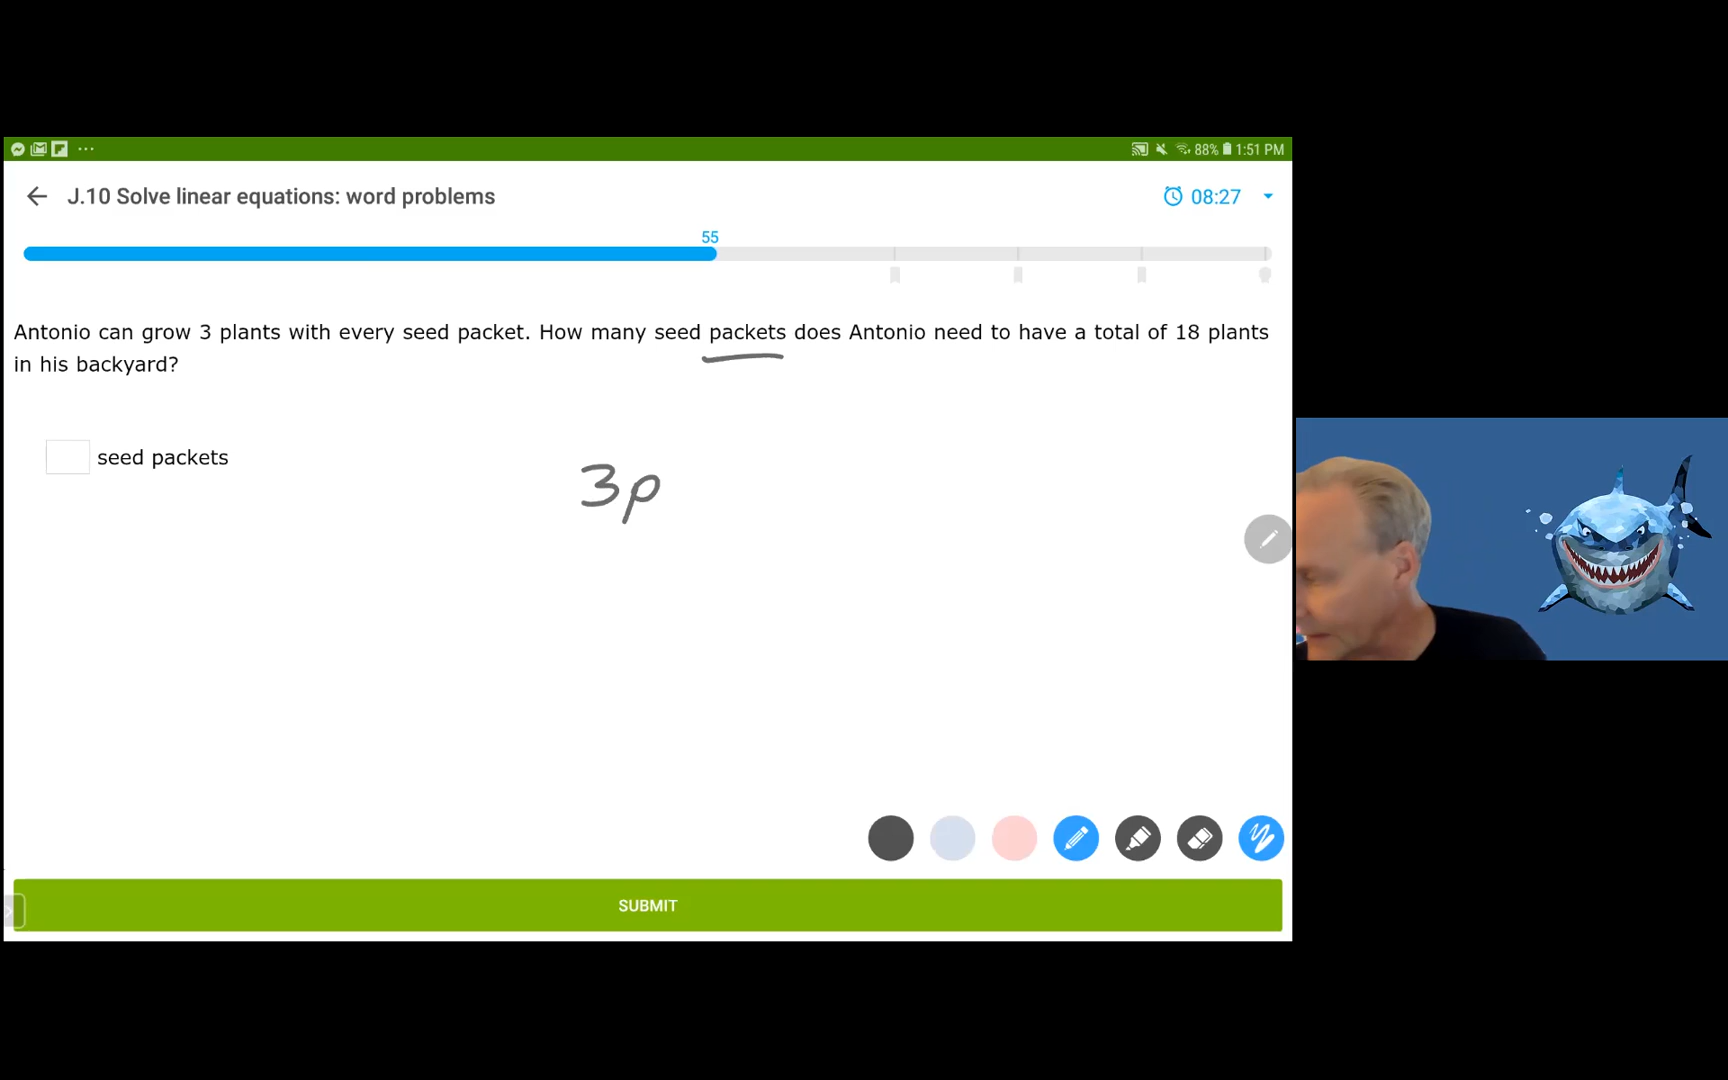 88% 1:51 PM
J.10 Solve linear equations: word problems
08:27
55
Antonio can grow 3 plants with every seed packet. How many seed packets does Antonio need to have a total of 18 plants
in his backyard?
seed packets
3p
SUBMIT